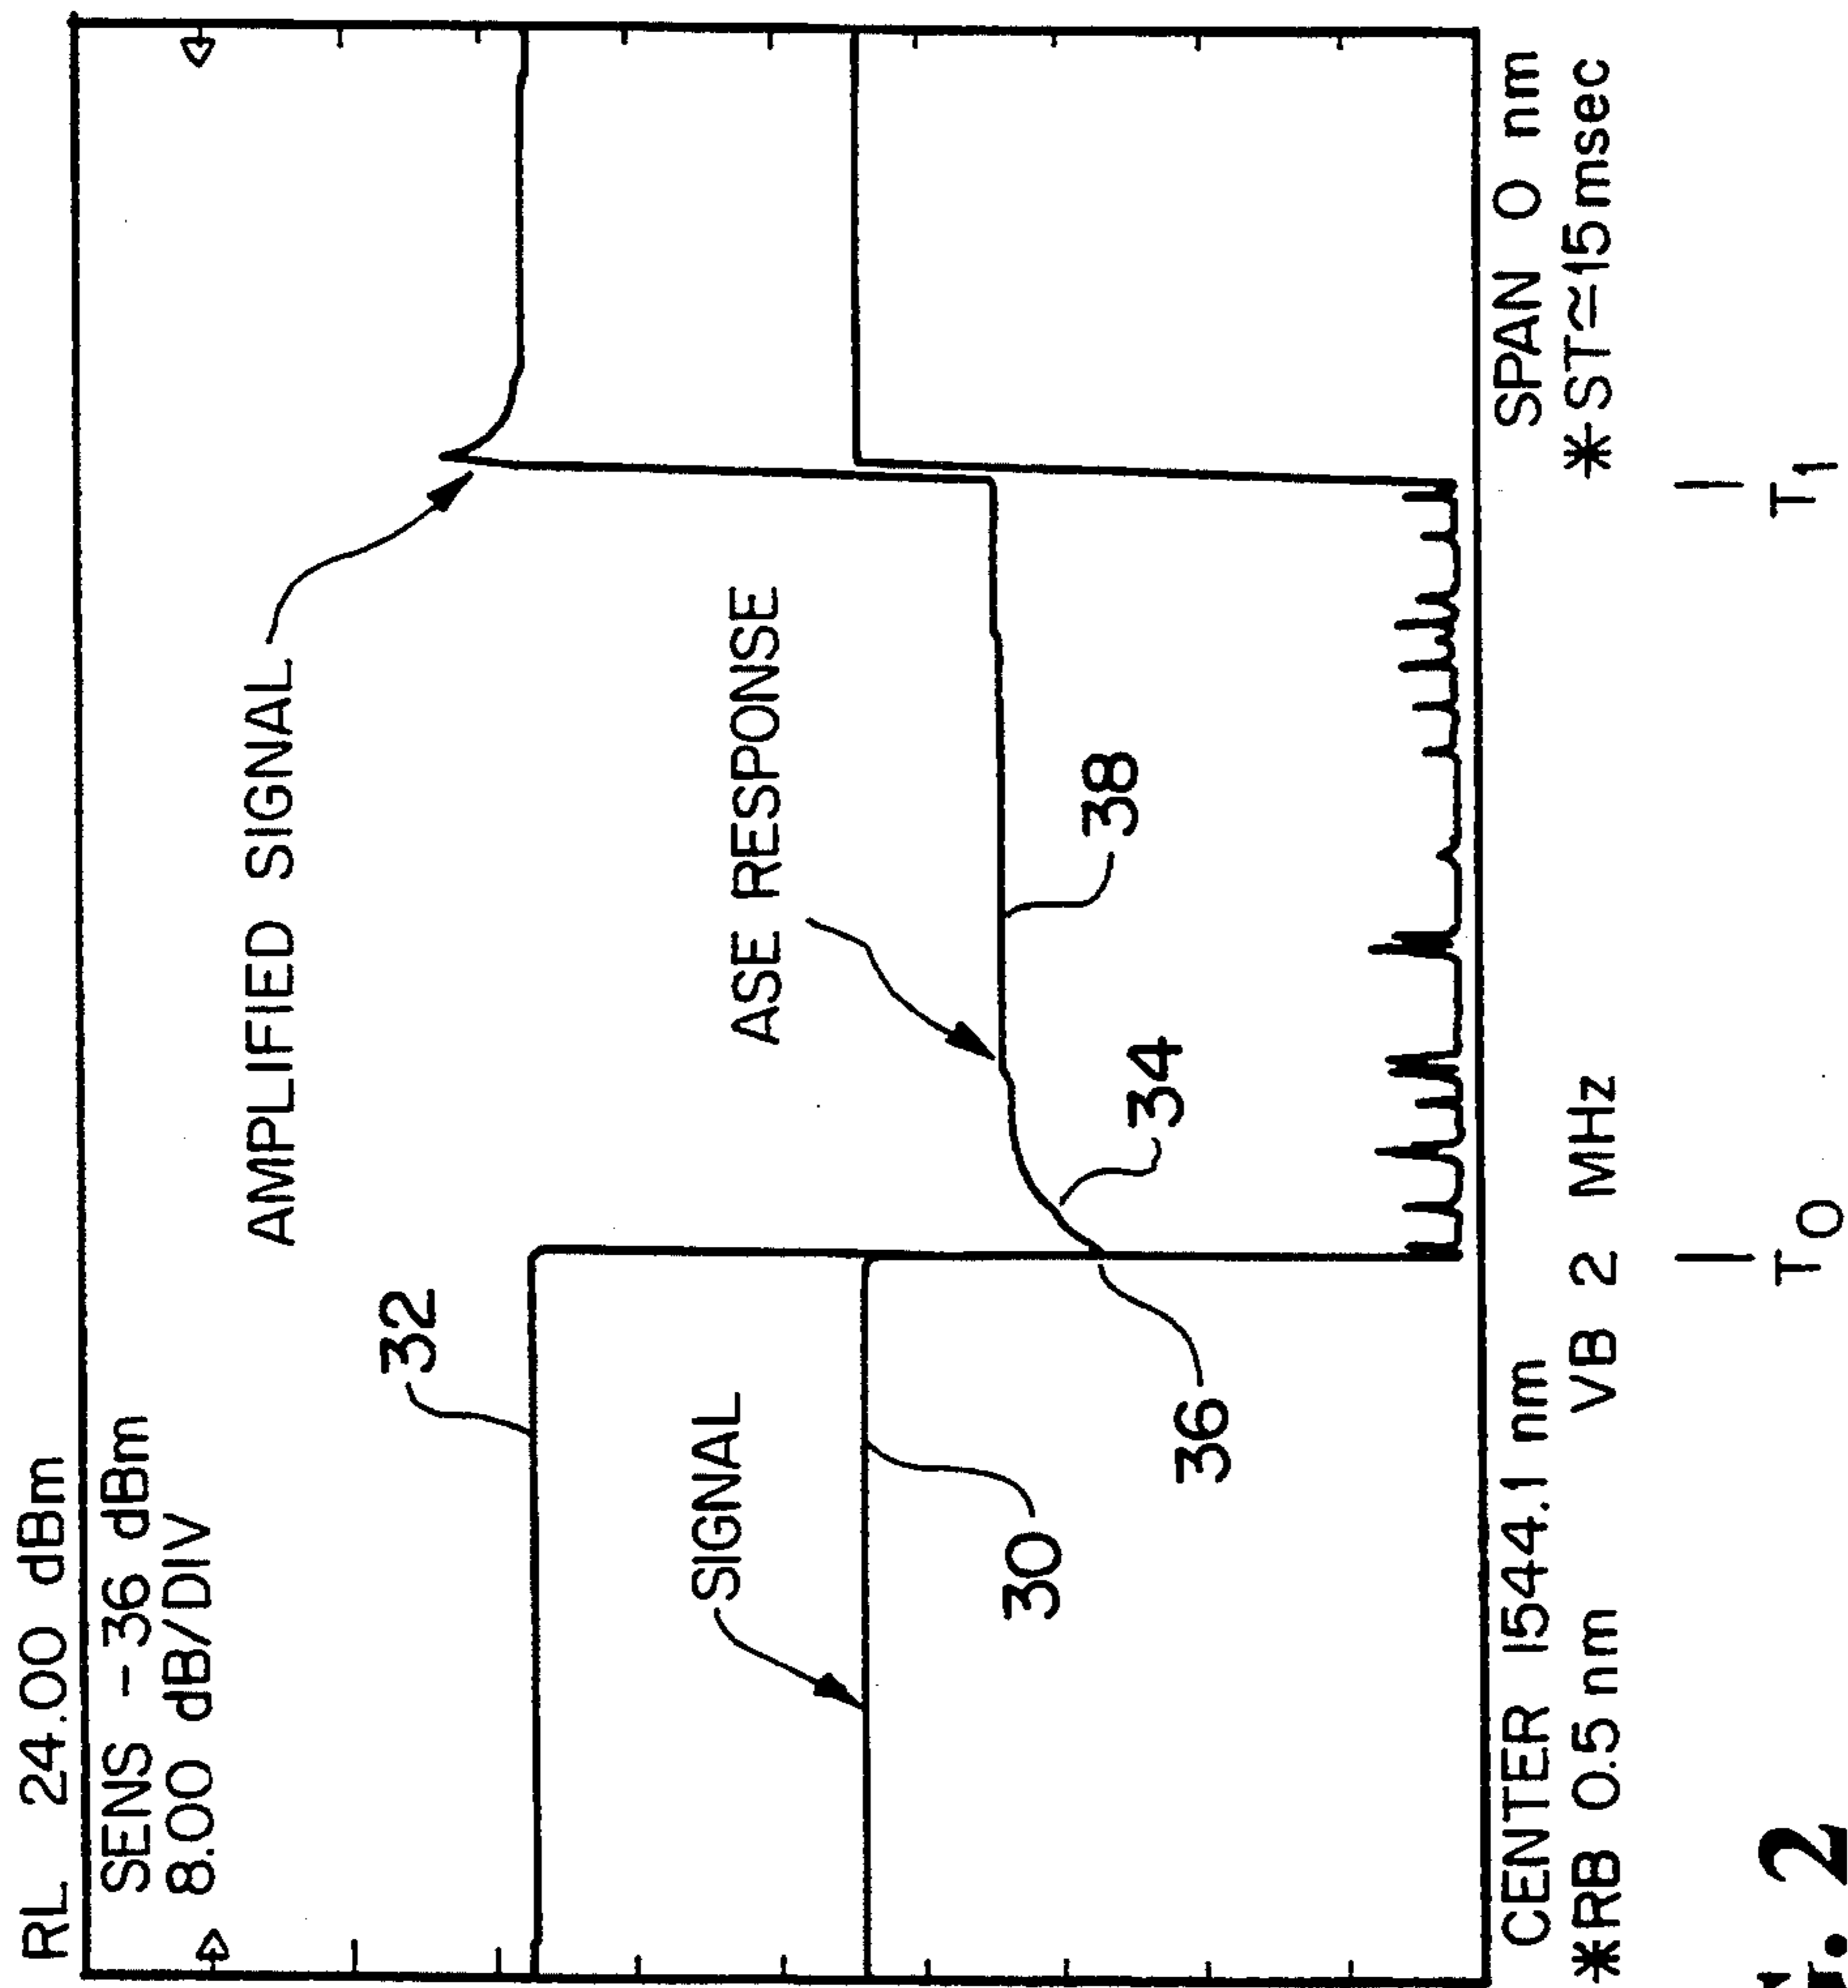 RL 24.00 dBm
SENS -36 dBm
8.00 dB/DIV
AMPLIFIED SIGNAL
32
SIGNAL
ASE RESPONSE
30
38
34
36
CENTER 1544.1 nm SPAN 0 nm
*RB 0.5 nm VB 2 MHz *ST≃15 msec
T0 T1
. 2